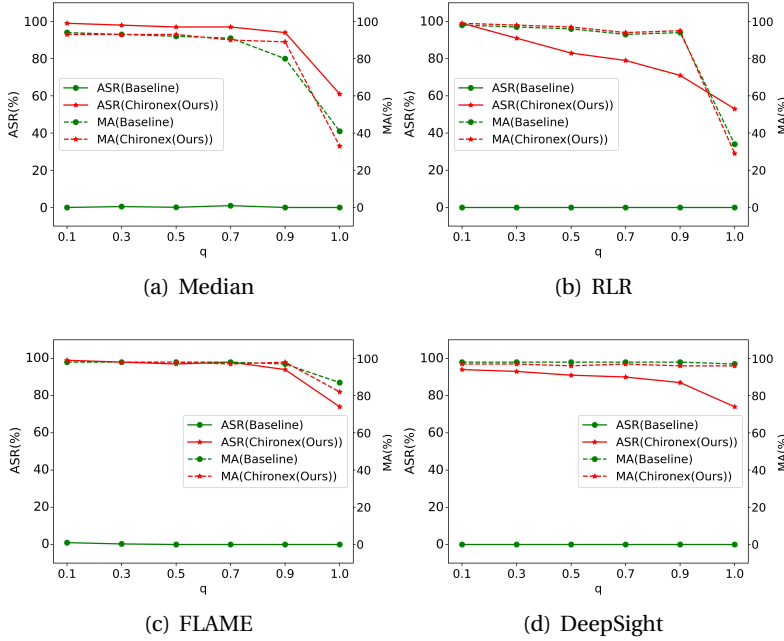 100
80
60
40
20
0
ASR(%)
ASR(Baseline)
ASR(Chironex(Ours))
MA(Baseline)
MA(Chironex(Ours))
100
80
60
40
20
0
MA(%)
0.1 0.3 0.5 0.7 0.9 1.0
q
(a) Median
100
80
60
40
20
0
ASR(%)
ASR(Baseline)
ASR(Chironex(Ours))
MA(Baseline)
MA(Chironex(Ours))
100
80
60
40
20
0
MA(%)
0.1 0.3 0.5 0.7 0.9 1.0
q
(b) RLR
100
80
60
40
20
0
ASR(%)
ASR(Baseline)
ASR(Chironex(Ours))
MA(Baseline)
MA(Chironex(Ours))
100
80
60
40
20
0
MA(%)
0.1 0.3 0.5 0.7 0.9 1.0
q
(c) FLAME
100
80
60
40
20
0
ASR(%)
ASR(Baseline)
ASR(Chironex(Ours))
MA(Baseline)
MA(Chironex(Ours))
100
80
60
40
20
0
MA(%)
0.1 0.3 0.5 0.7 0.9 1.0
q
(d) DeepSight